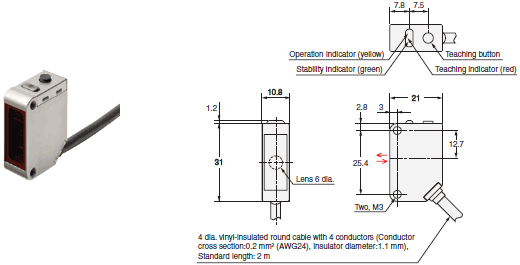 7.8 7.5
Operation indicator (yellow) Teaching button
Stability indicator (green) Teaching indicator (red)
10.8 21
1.2 2.8 3
31 25.4 12.7
Lens 6 dia.
Two, M3
4 dia. vinyl-insulated round cable with 4 conductors (Conductor
cross section:0.2 mm² (AWG24), Insulator diameter:1.1 mm),
Standard length: 2 m